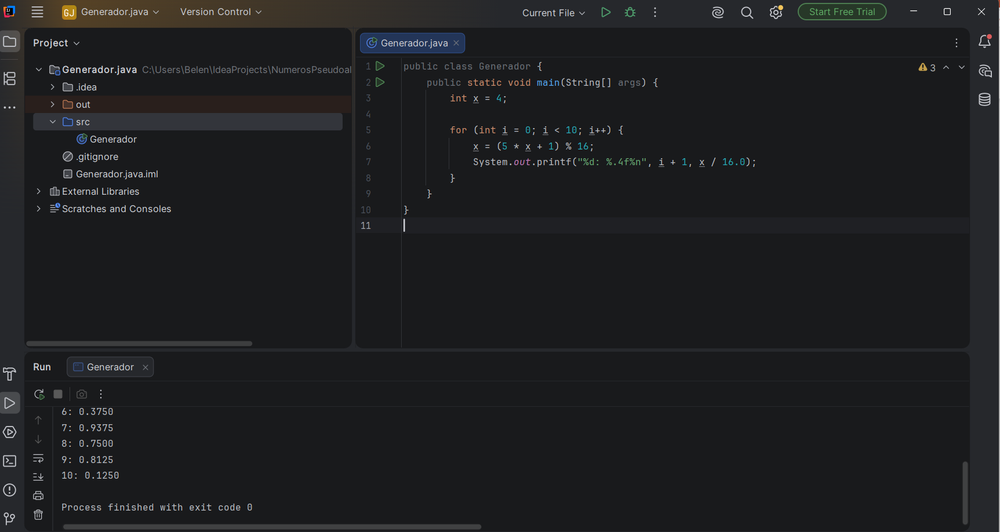 GJ Generador.java Version Control Current File Start Free Trial
Project
Generador.java C:\Users\Belen\IdeaProjects\NumerosPseudoal
.idea
out
src
Generador
.gitignore
Generador.java.iml
External Libraries
Scratches and Consoles
Generador.java
1 public class Generador {
3
2 public static void main(String[] args) {
3 int x = 4;
4
5 for (int i = 0; i < 10; i++) {
6 x = (5 * x + 1) % 16;
7 System.out.printf("%d: %.4f%n", i + 1, x / 16.0);
8 }
9 }
10 }
11
Run Generador
6: 0.3750
7: 0.9375
8: 0.7500
9: 0.8125
10: 0.1250
Process finished with exit code 0